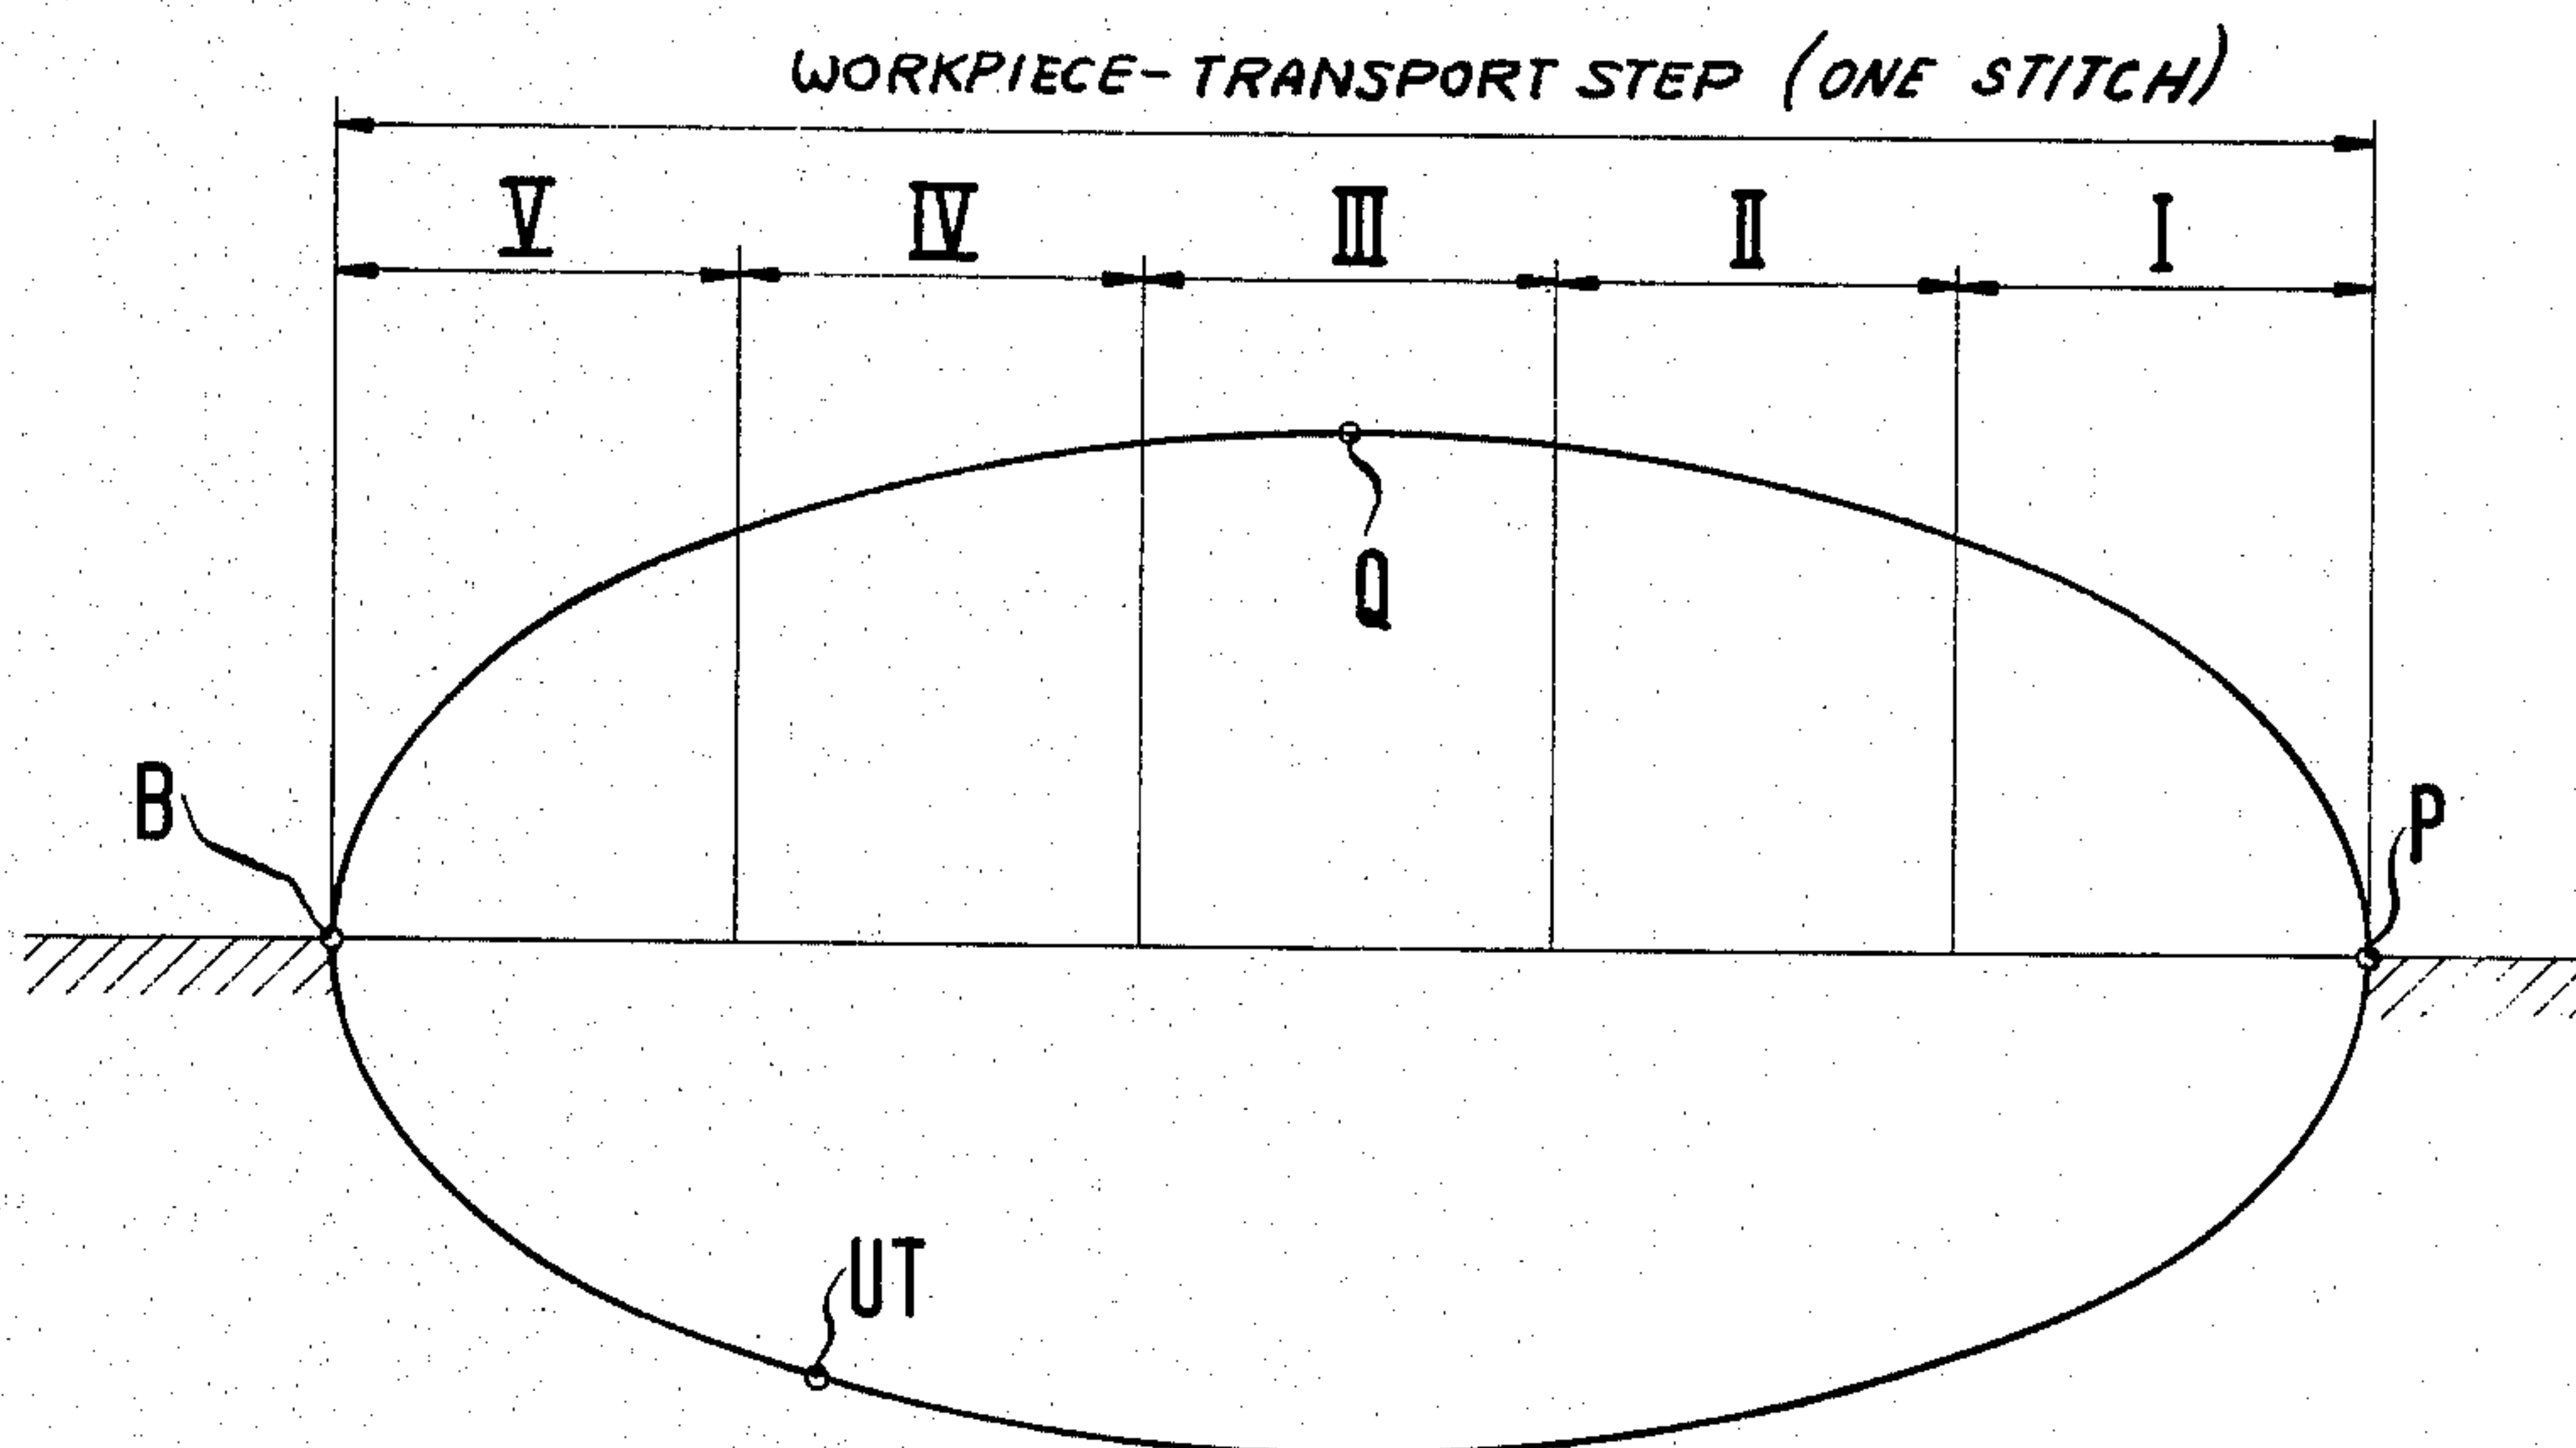 WORKPIECE-TRANSPORT STEP (ONE STITCH)
V IV III II I
Q
B
P
UT